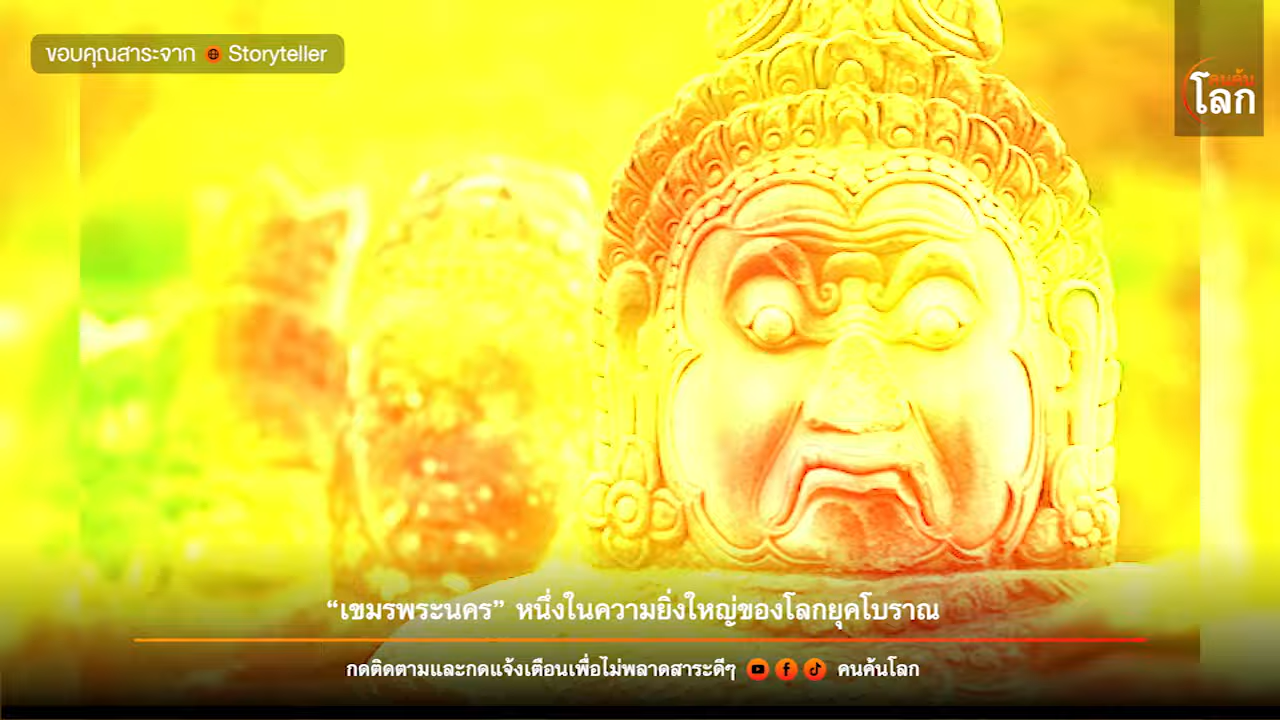 ขอบคุณสาระจาก Storyteller
คนค้น
โลก
“เขมรพระนคร” หนึ่งในความยิ่งใหญ่ของโลกยุคโบราณ
กดติดตามและกดแจ้งเตือนเพื่อไม่พลาดสาระดีๆ คนค้นโลก